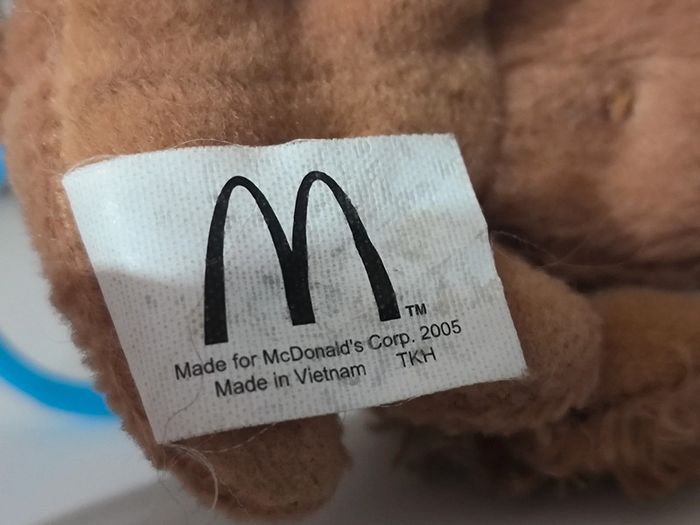 TM
Made for McDonald's Corp. 2005
Made in Vietnam TKH